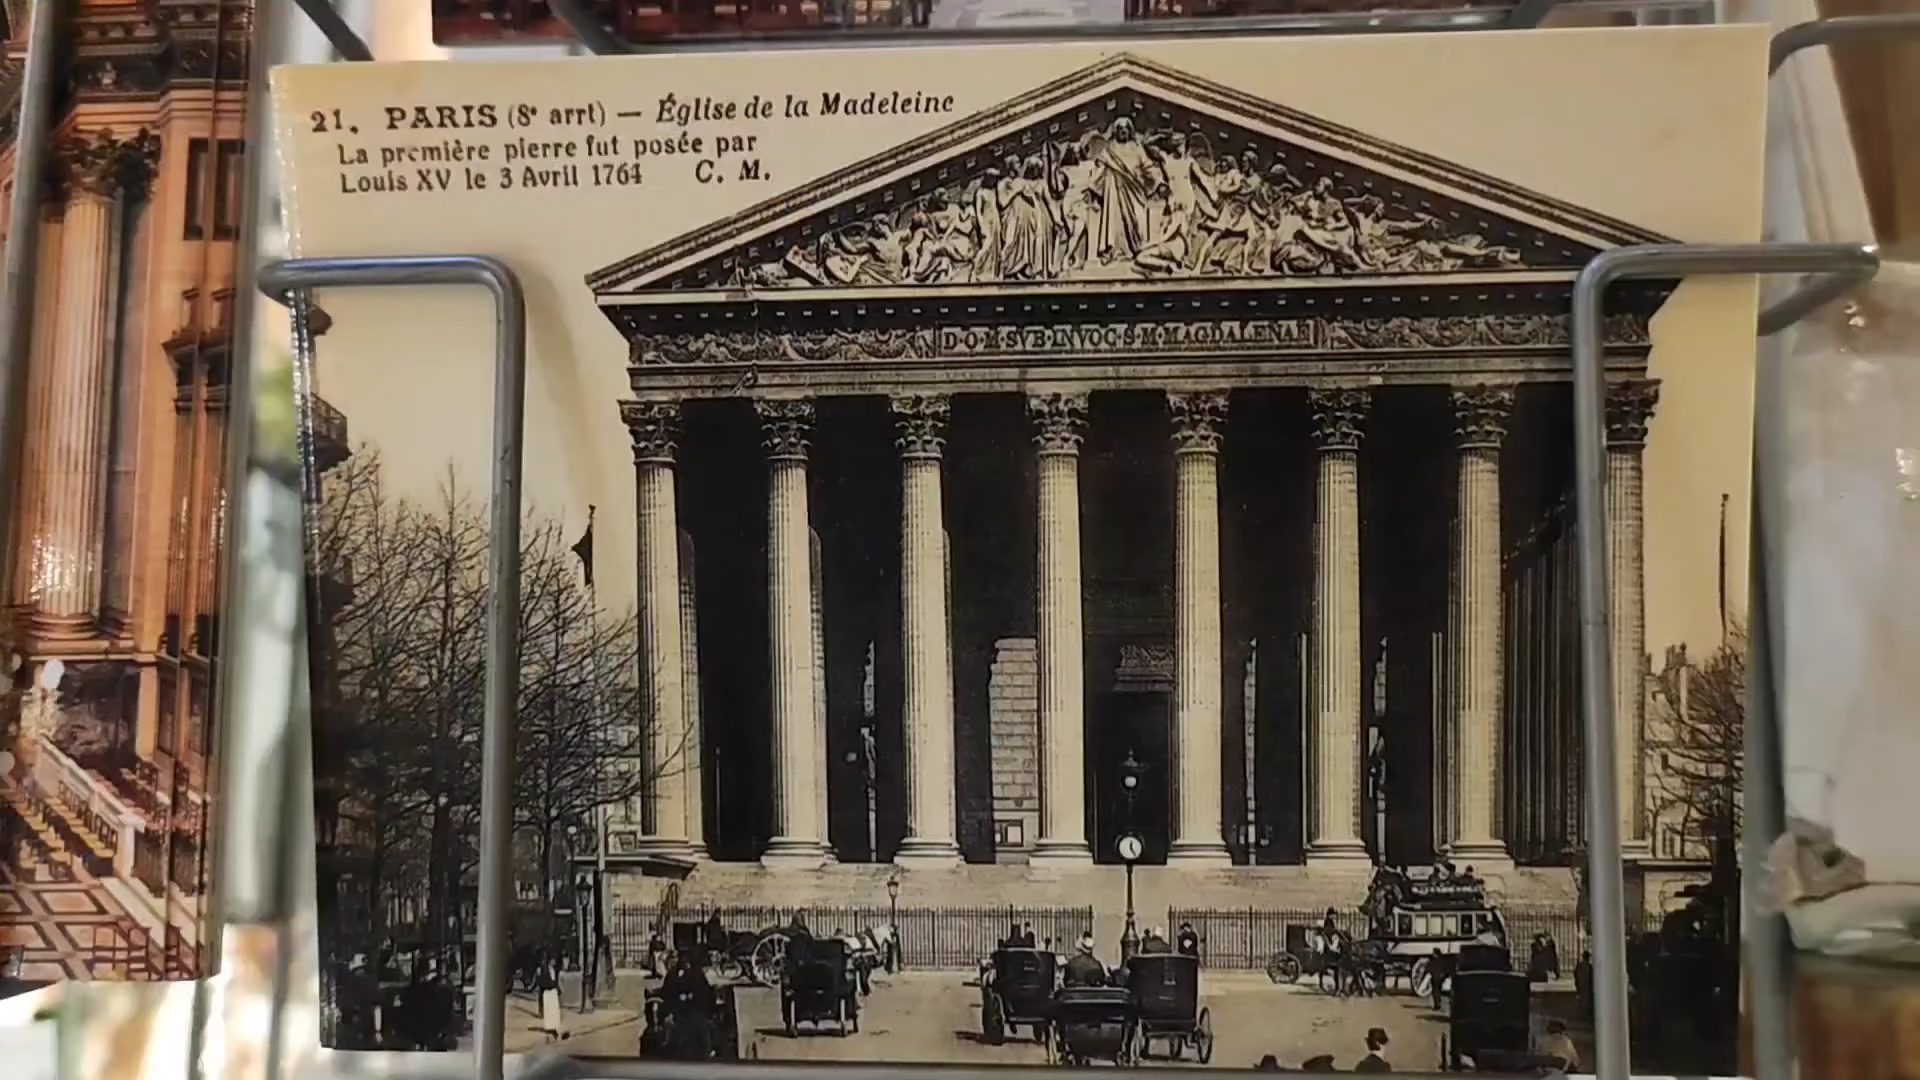 21. PARIS (8e arrt) — Église de la Madeleine
La première pierre fut posée par
Louis XV le 3 Avril 1764 C. M.
D·O·M·SVB·INVOC·S·M·MAGDALENAE